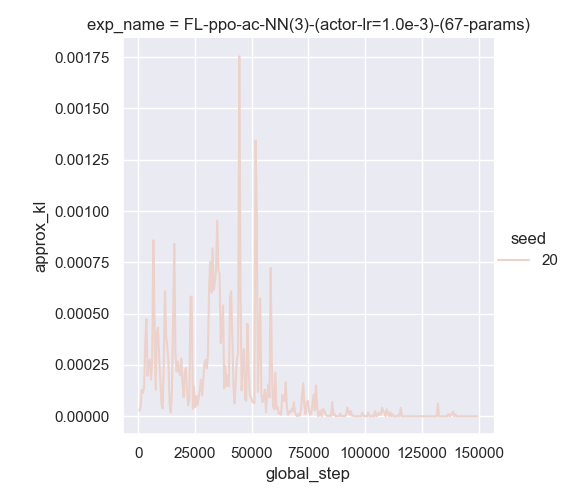 exp_name = FL-ppo-ac-NN(3)-(actor-lr=1.0e-3)-(67-params)
0.00175
0.00150
0.00125
0.00100
0.00075
0.00050
0.00025
0.00000
approx_kl
seed
20
0 25000 50000 75000 100000 125000 150000
global_step